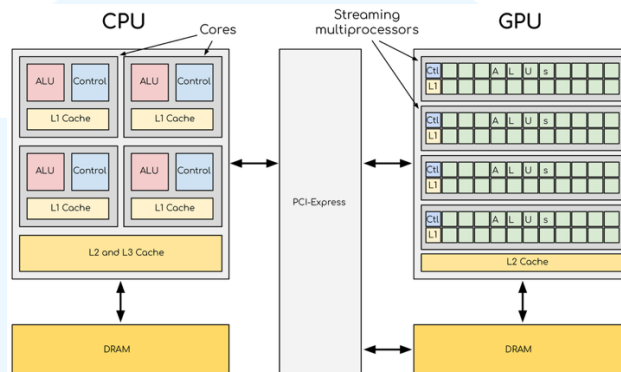 CPU
Cores
Streaming
multiprocessors
GPU
ALU
Control
L1 Cache
ALU
Control
L1 Cache
ALU
Control
L1 Cache
ALU
Control
L1 Cache
L2 and L3 Cache
DRAM
PCI-Express
Ctl
A L U s
L1
Ctl
A L U s
L1
Ctl
A L U s
L1
Ctl
A L U s
L1
L2 Cache
DRAM